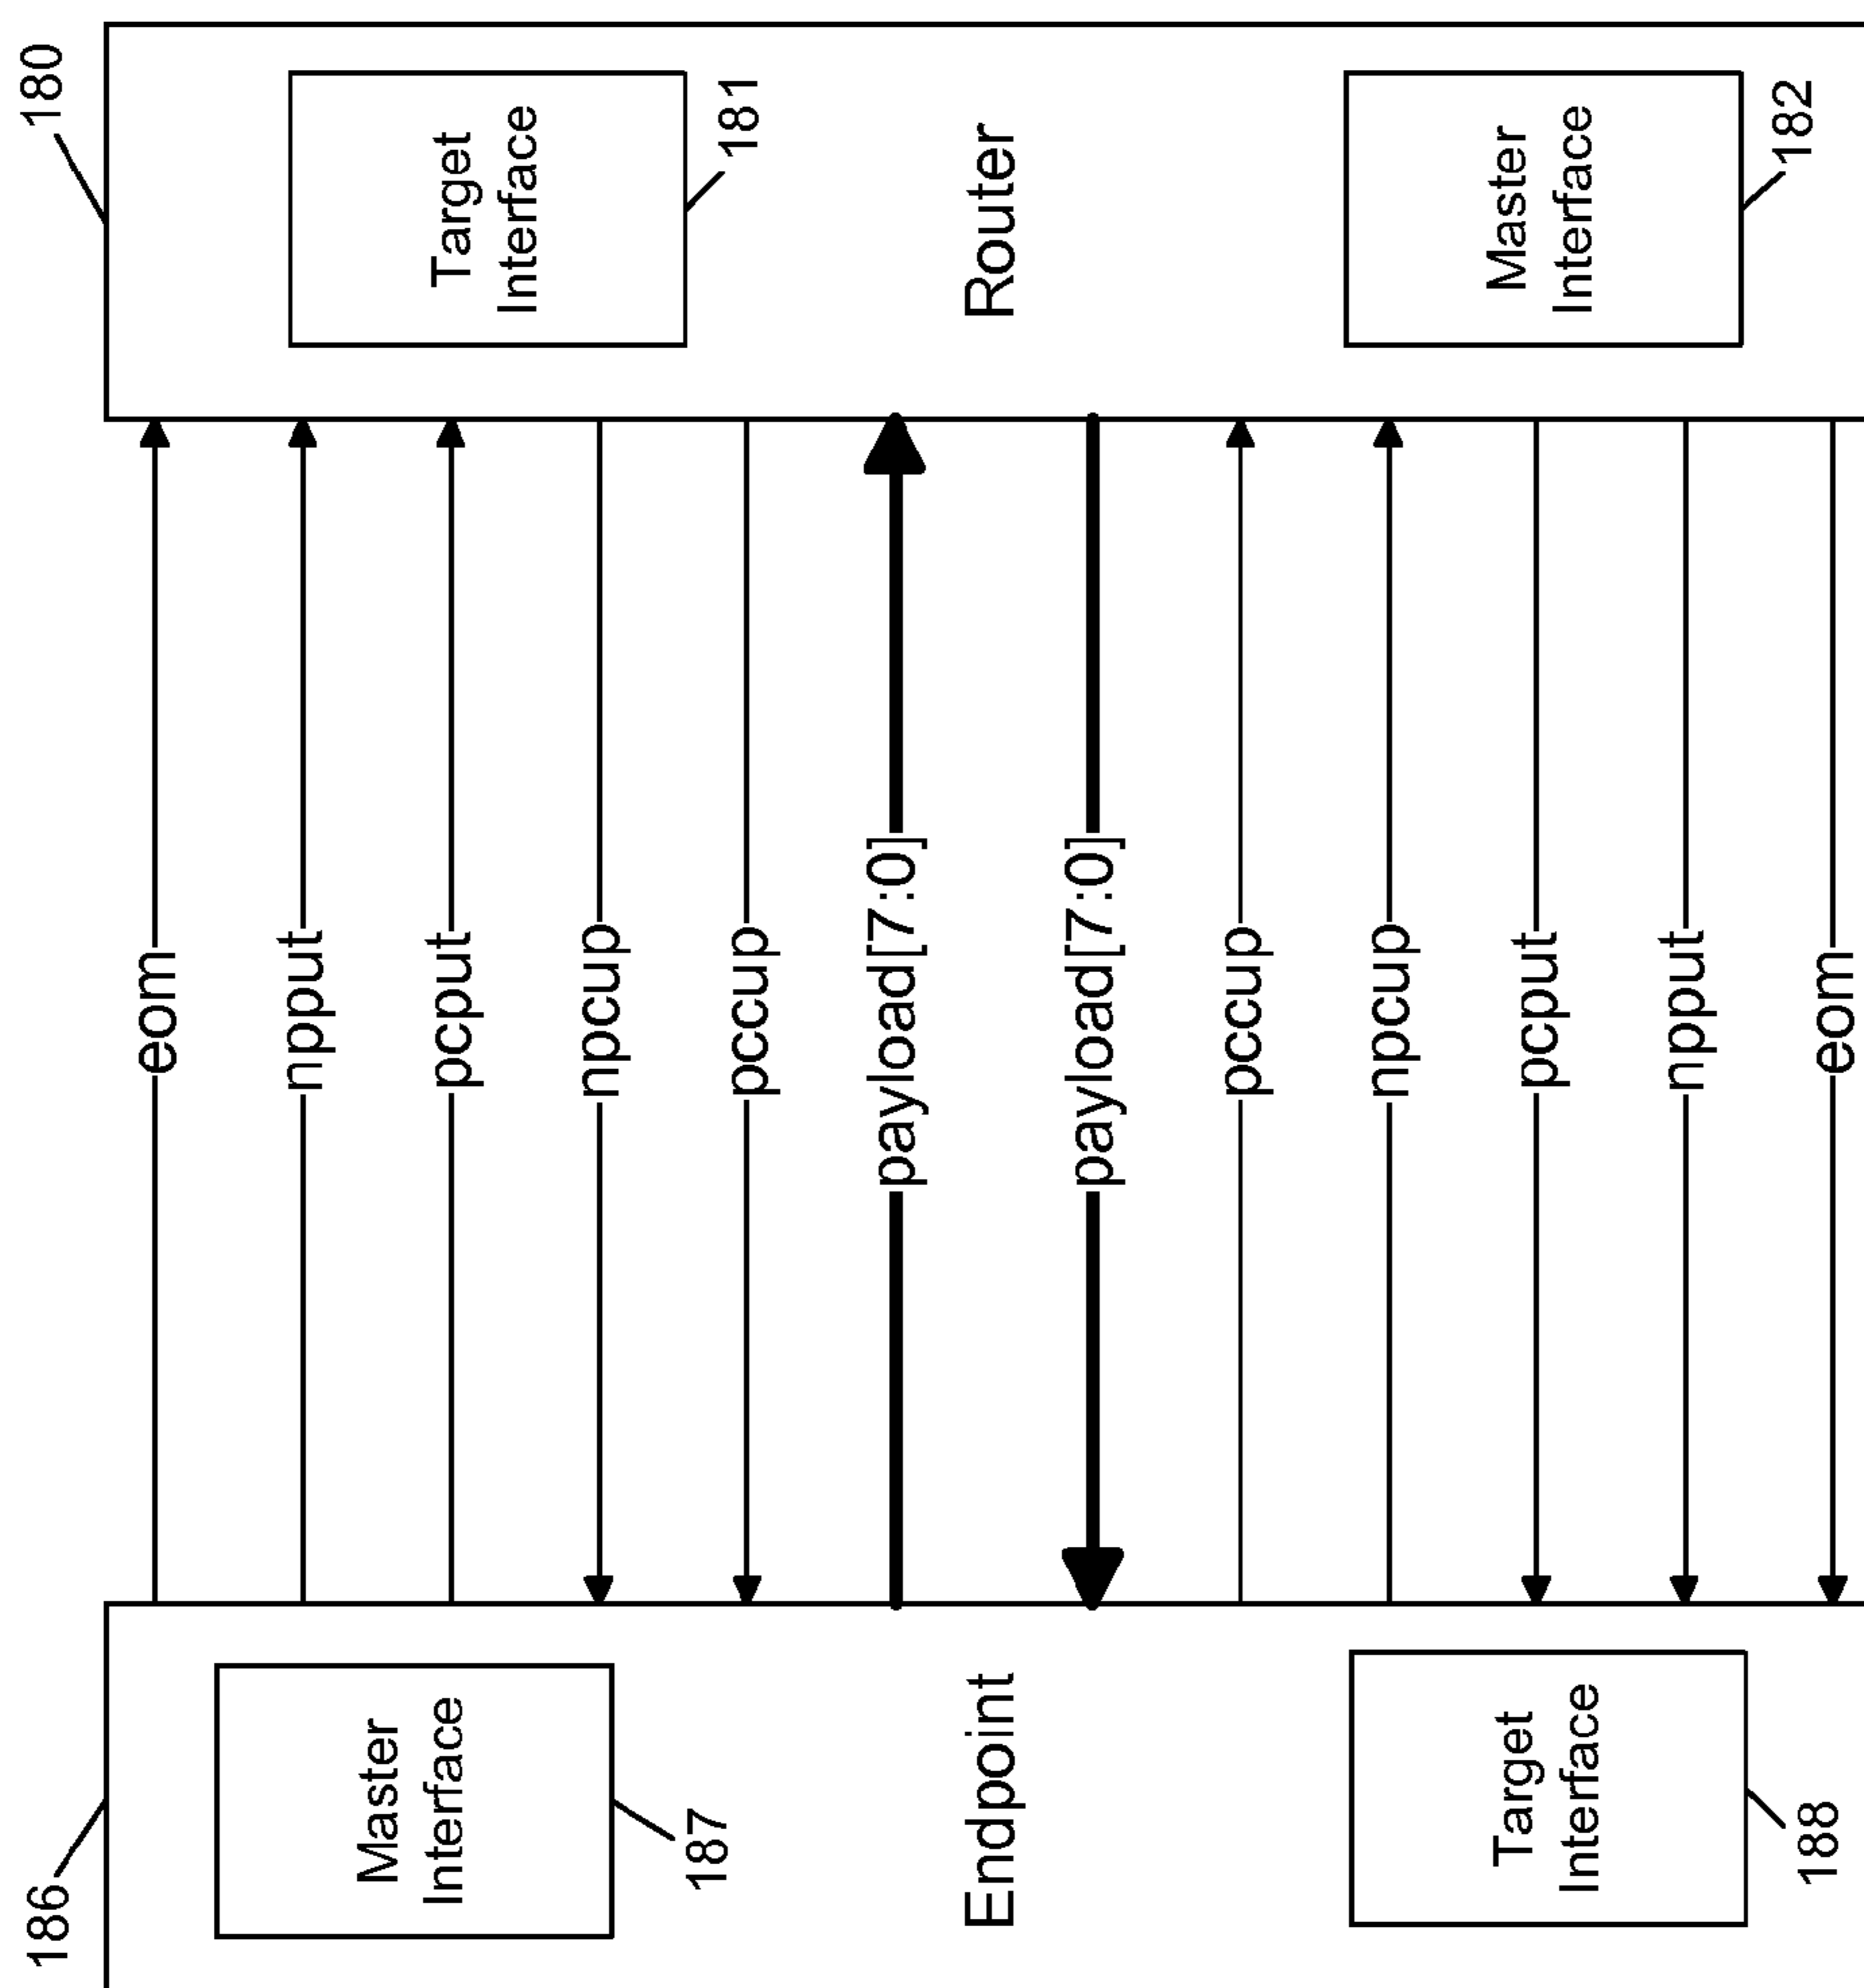 186
180
eom
npput
Master
Interface
pcput
Target
Interface
npcup
187
pccup
181
payload[7:0]
Endpoint
Router
payload[7:0]
pccup
npcup
Target
Interface
pcput
Master
Interface
npput
188
182
eom